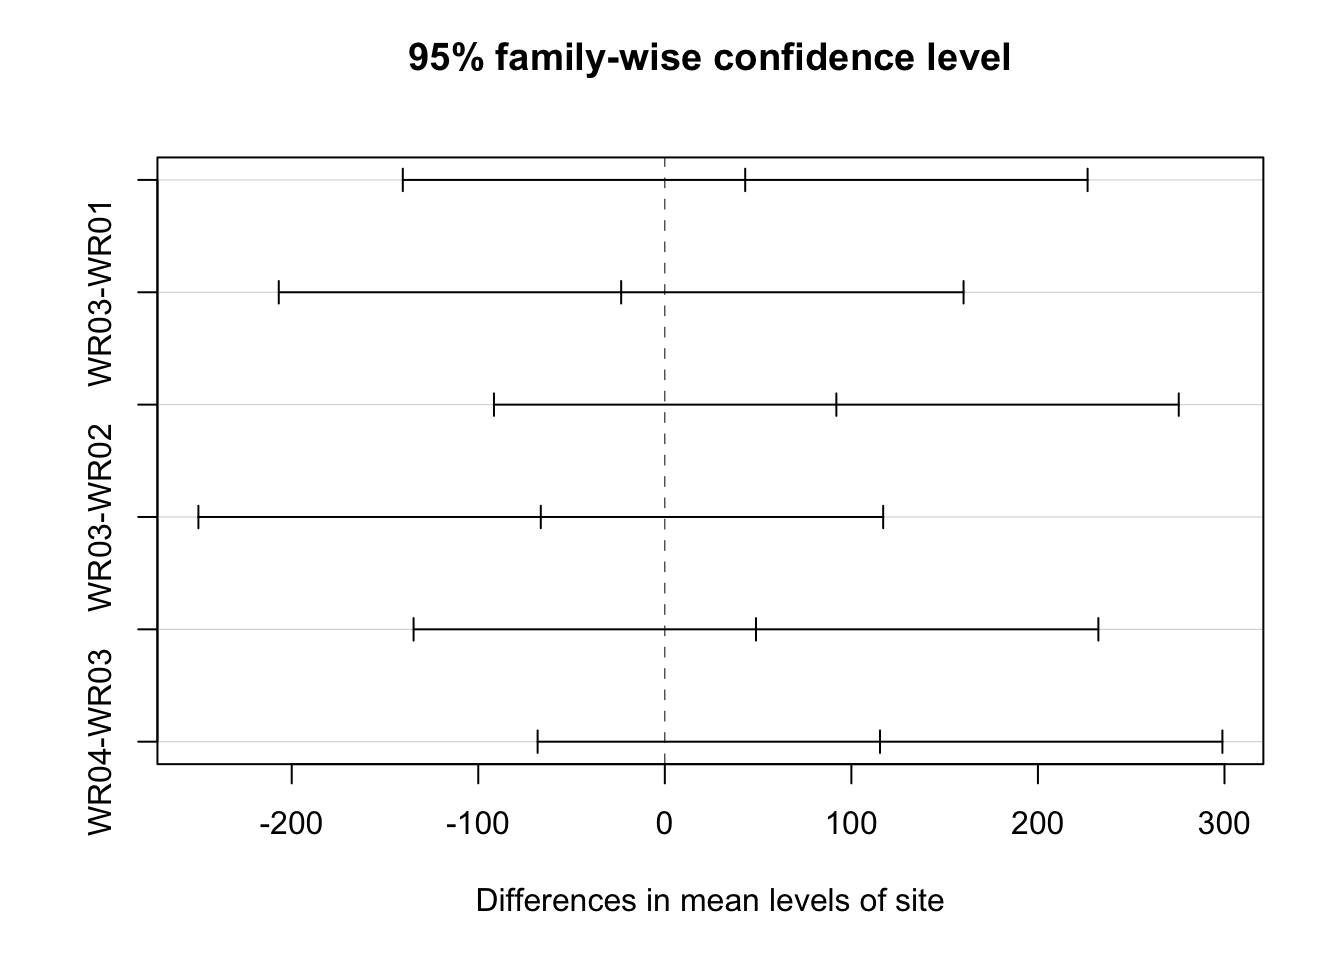 95% family-wise confidence level
WR03-WR01
WR03-WR02
WR04-WR03
-200 -100 0 100 200 300
Differences in mean levels of site